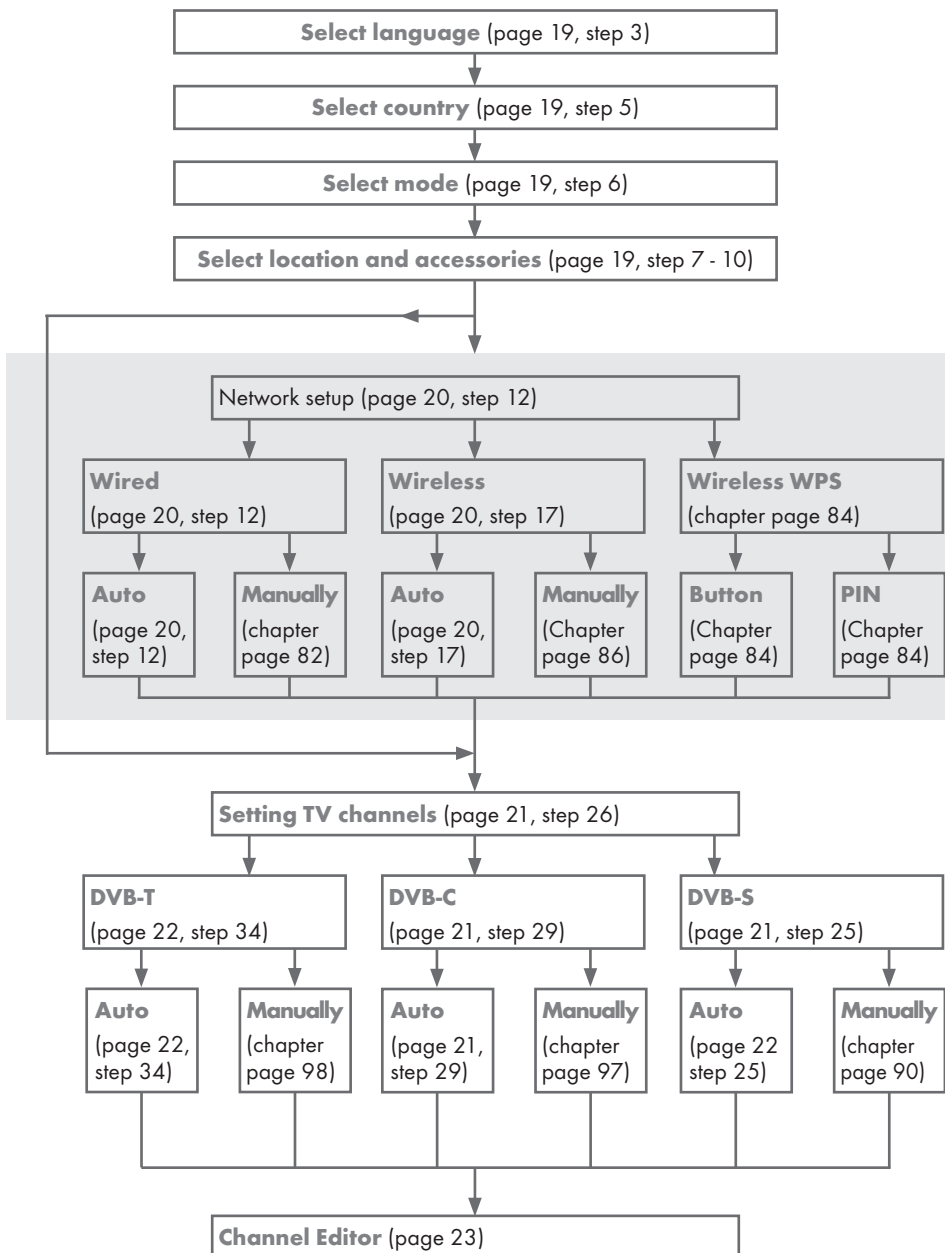 Select language (page 19, step 3)
Select country (page 19, step 5)
Select mode (page 19, step 6)
Select location and accessories (page 19, step 7 - 10)
Network setup (page 20, step 12)
Wired
(page 20, step 12)
Wireless
(page 20, step 17)
Wireless WPS
(chapter page 84)
Auto
(page 20,
step 12)
Manually
(chapter
page 82)
Auto
(page 20,
step 17)
Manually
(Chapter
page 86)
Button
(Chapter
page 84)
PIN
(Chapter
page 84)
Setting TV channels (page 21, step 26)
DVB-T
(page 22, step 34)
DVB-C
(page 21, step 29)
DVB-S
(page 21, step 25)
Auto
(page 22,
step 34)
Manually
(chapter
page 98)
Auto
(page 21,
step 29)
Manually
(chapter
page 97)
Auto
(page 22
step 25)
Manually
(chapter
page 90)
Channel Editor (page 23)